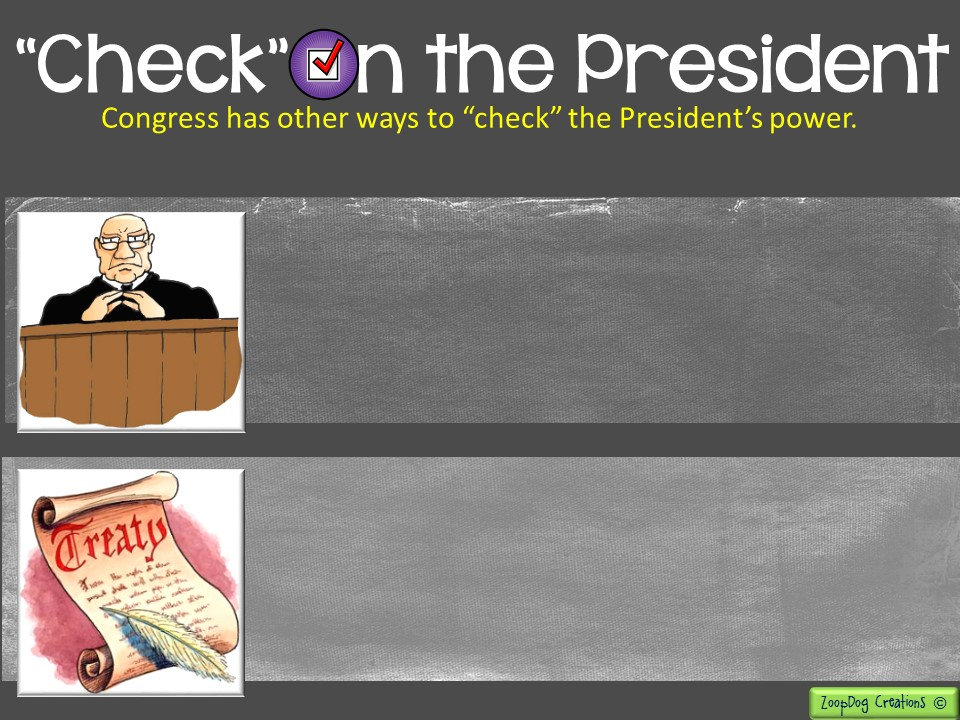 "Check" On the President
Congress has other ways to “check” the President’s power.
Treaty
ZoopDog Creations ©